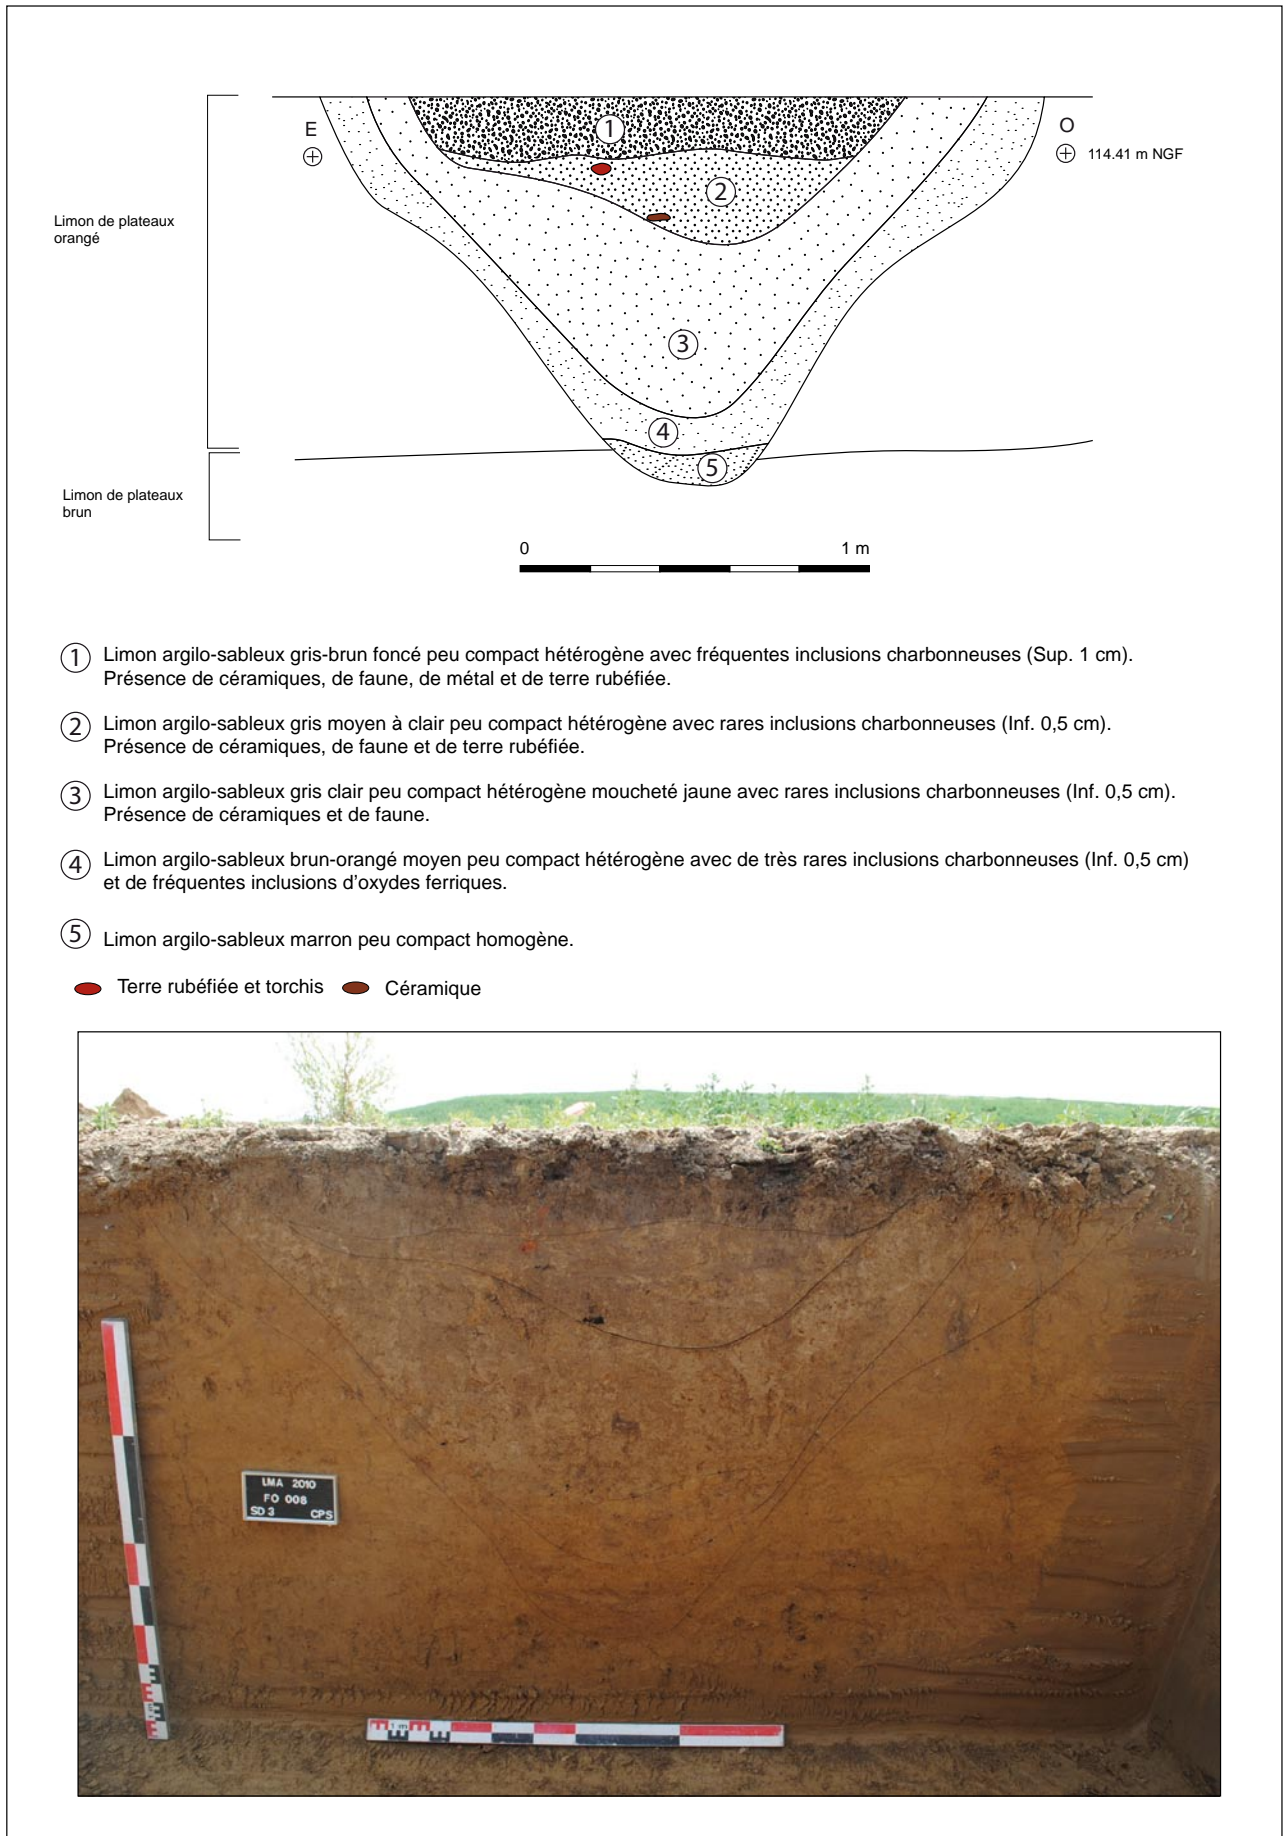 E
1
O
114.41 m NGF
2
Limon de plateaux
orangé
3
4
5
Limon de plateaux
brun
0 1 m
1 Limon argilo-sableux gris-brun foncé peu compact hétérogène avec fréquentes inclusions charbonneuses (Sup. 1 cm).
Présence de céramiques, de faune, de métal et de terre rubéfiée.
2 Limon argilo-sableux gris moyen à clair peu compact hétérogène avec rares inclusions charbonneuses (Inf. 0,5 cm).
Présence de céramiques, de faune et de terre rubéfiée.
3 Limon argilo-sableux gris clair peu compact hétérogène moucheté jaune avec rares inclusions charbonneuses (Inf. 0,5 cm).
Présence de céramiques et de faune.
4 Limon argilo-sableux brun-orangé moyen peu compact hétérogène avec de très rares inclusions charbonneuses (Inf. 0,5 cm)
et de fréquentes inclusions d'oxydes ferriques.
5 Limon argilo-sableux marron peu compact homogène.
Terre rubéfiée et torchis Céramique
LMA 2010
FO 008
SD 3 CPS
1 m